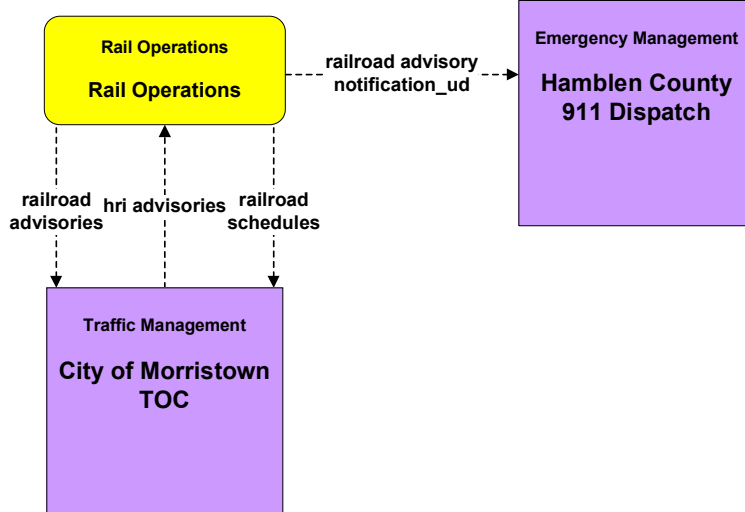 Rail Operations
Rail Operations
railroad advisory
notification_ud
Emergency Management
Hamblen County
911 Dispatch
railroad
advisories
hri advisories
railroad
schedules
Traffic Management
City of Morristown
TOC